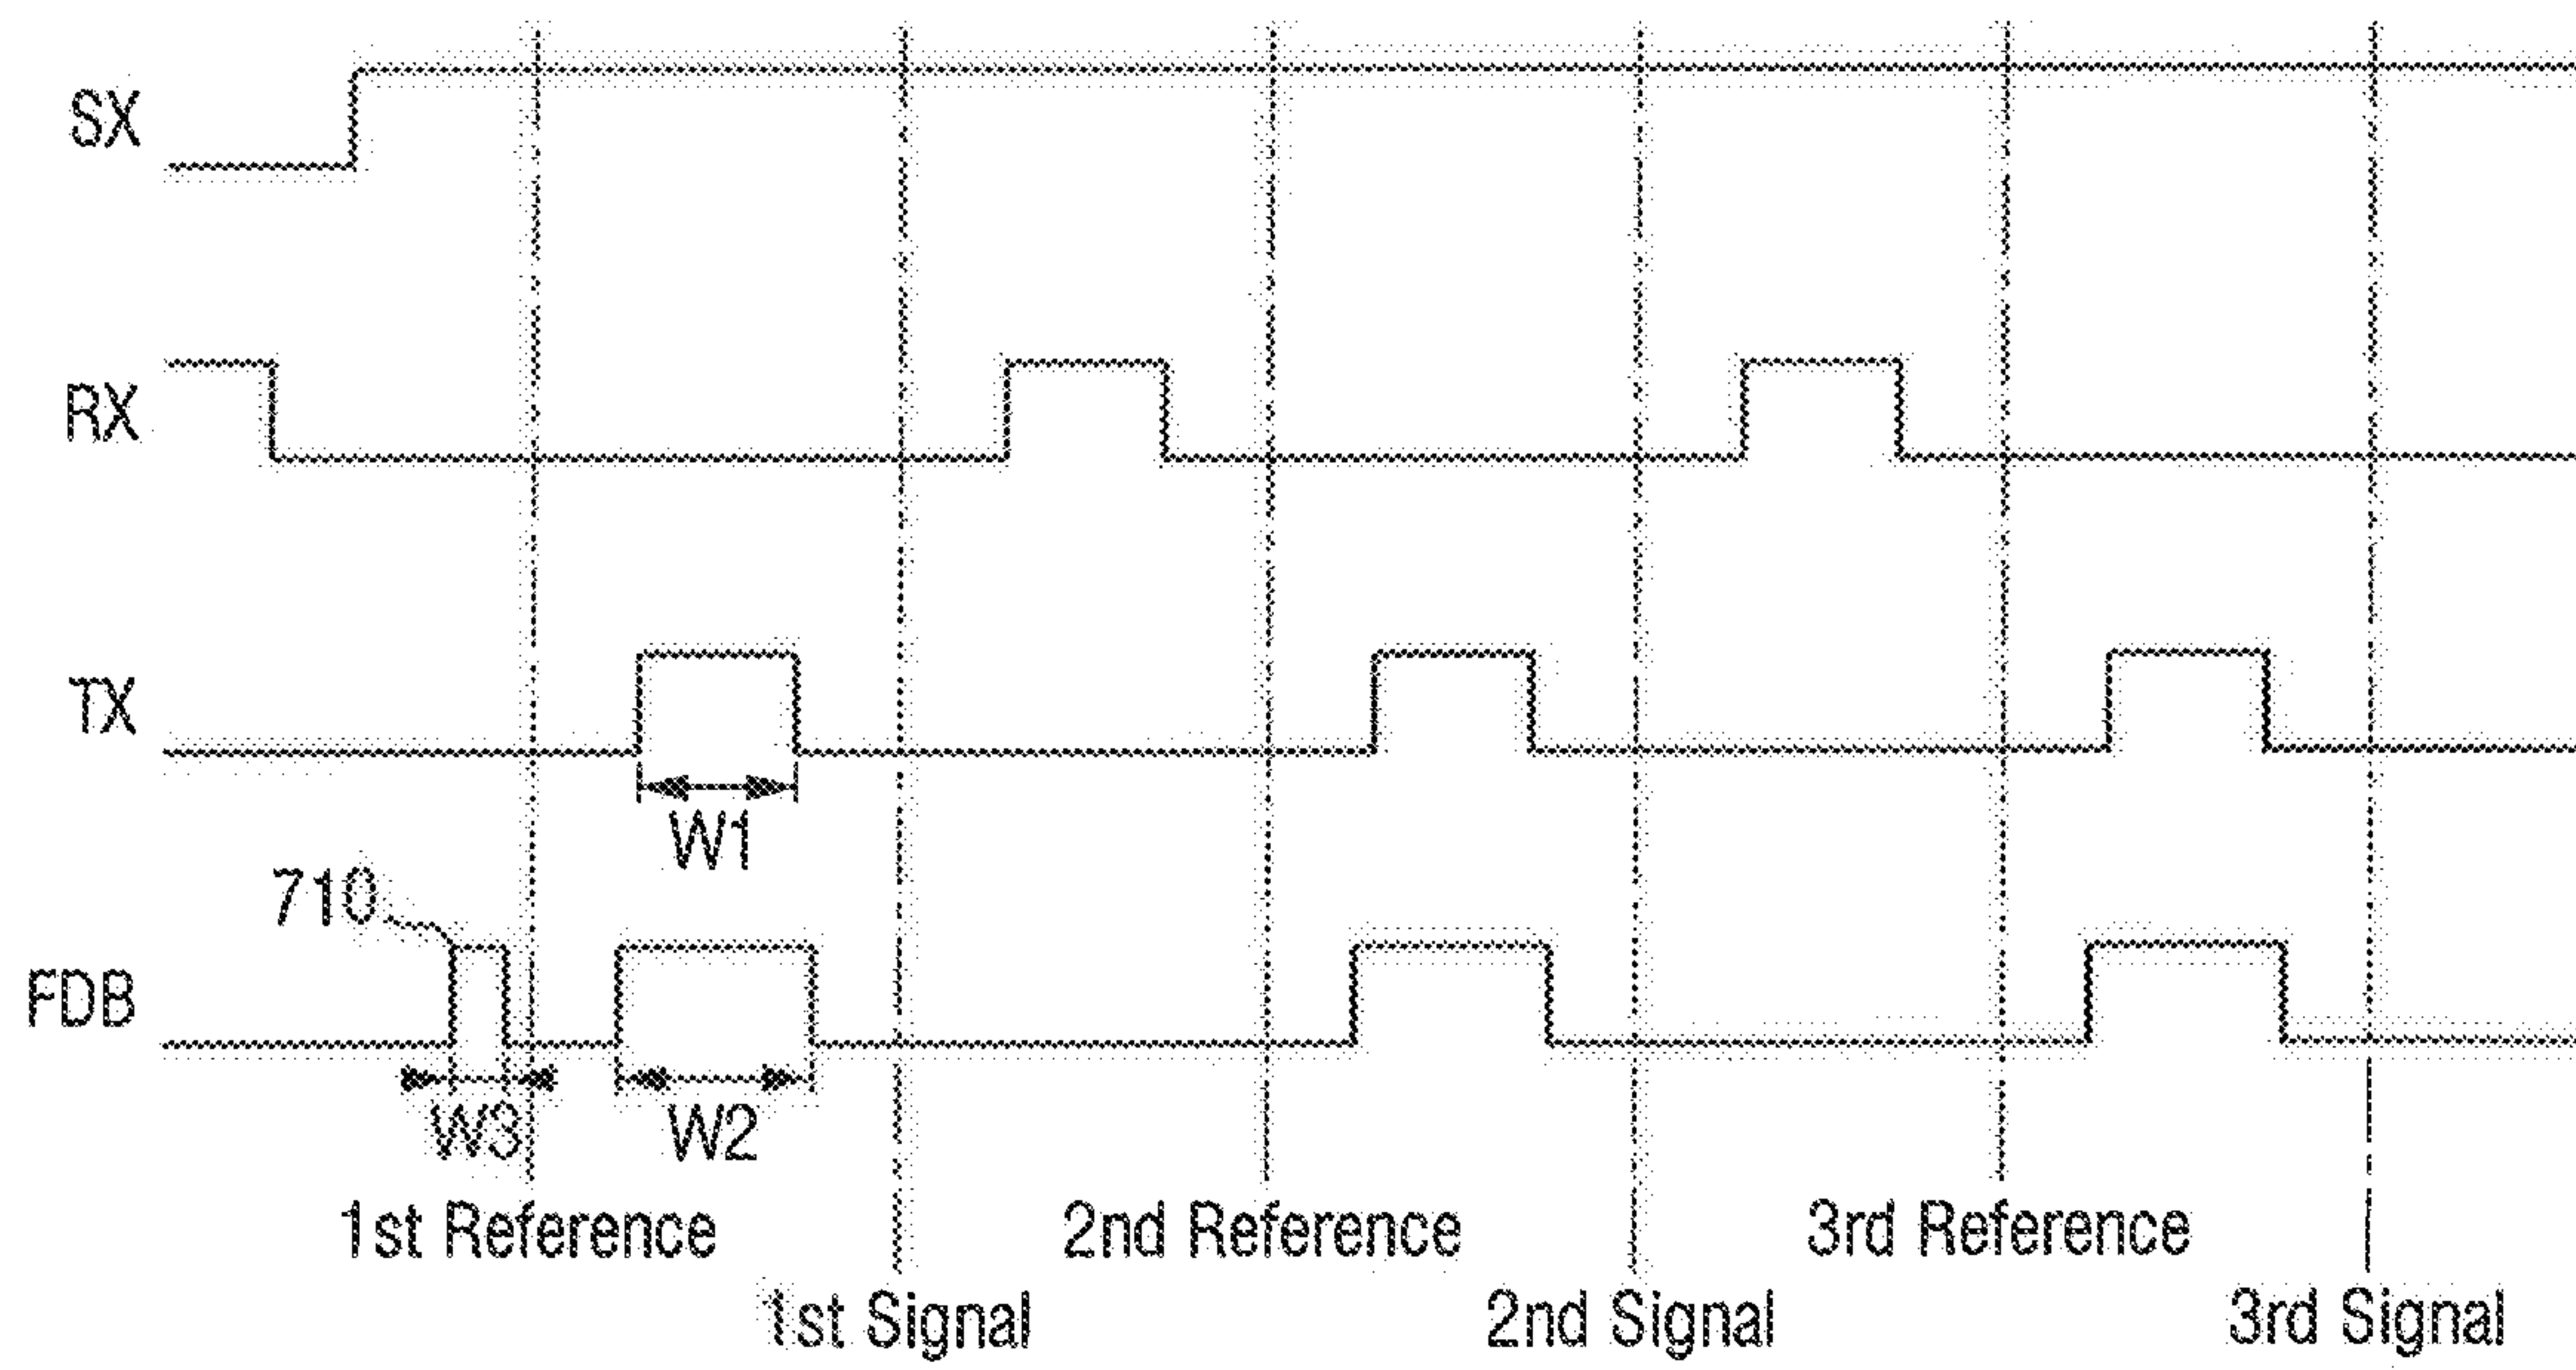 SX
RX
TX
W1
710
FDB
W3
W2
1st Reference
2nd Reference
3rd Reference
1st Signal
2nd Signal
3rd Signal